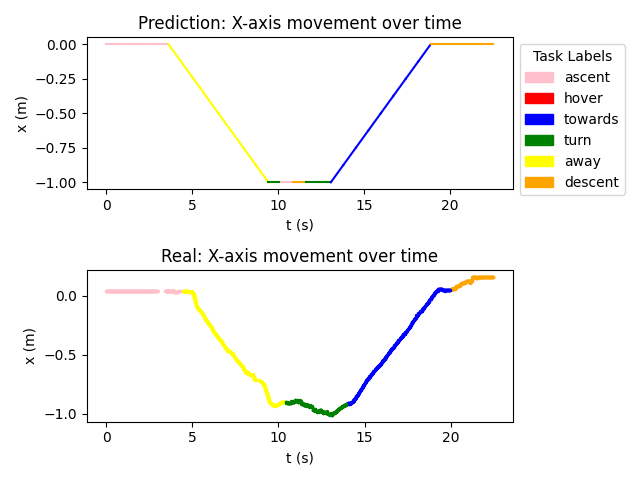 Prediction: X-axis movement over time
0.00
−0.25
−0.50
−0.75
−1.00
x (m)
0 5 10 15 20
t (s)
Task Labels
ascent
hover
towards
turn
away
descent
Real: X-axis movement over time
0.0
−0.5
−1.0
x (m)
0 5 10 15 20
t (s)